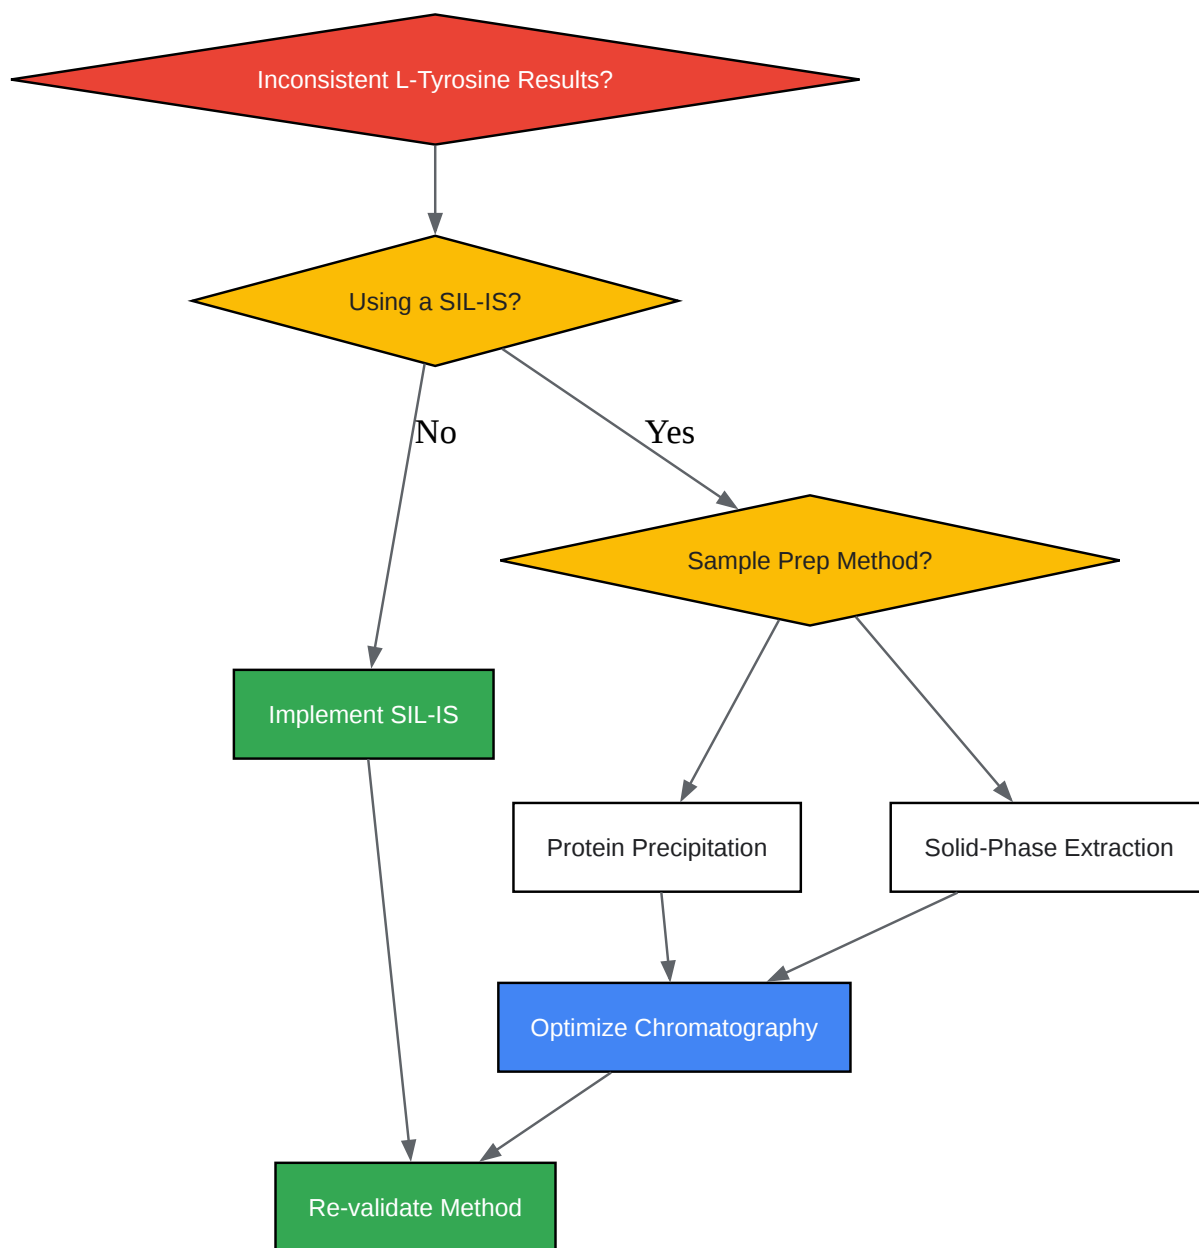 Inconsistent L-Tyrosine Results?
Using a SIL-IS?
No
Yes
Sample Prep Method?
Implement SIL-IS
Protein Precipitation
Solid-Phase Extraction
Optimize Chromatography
Re-validate Method